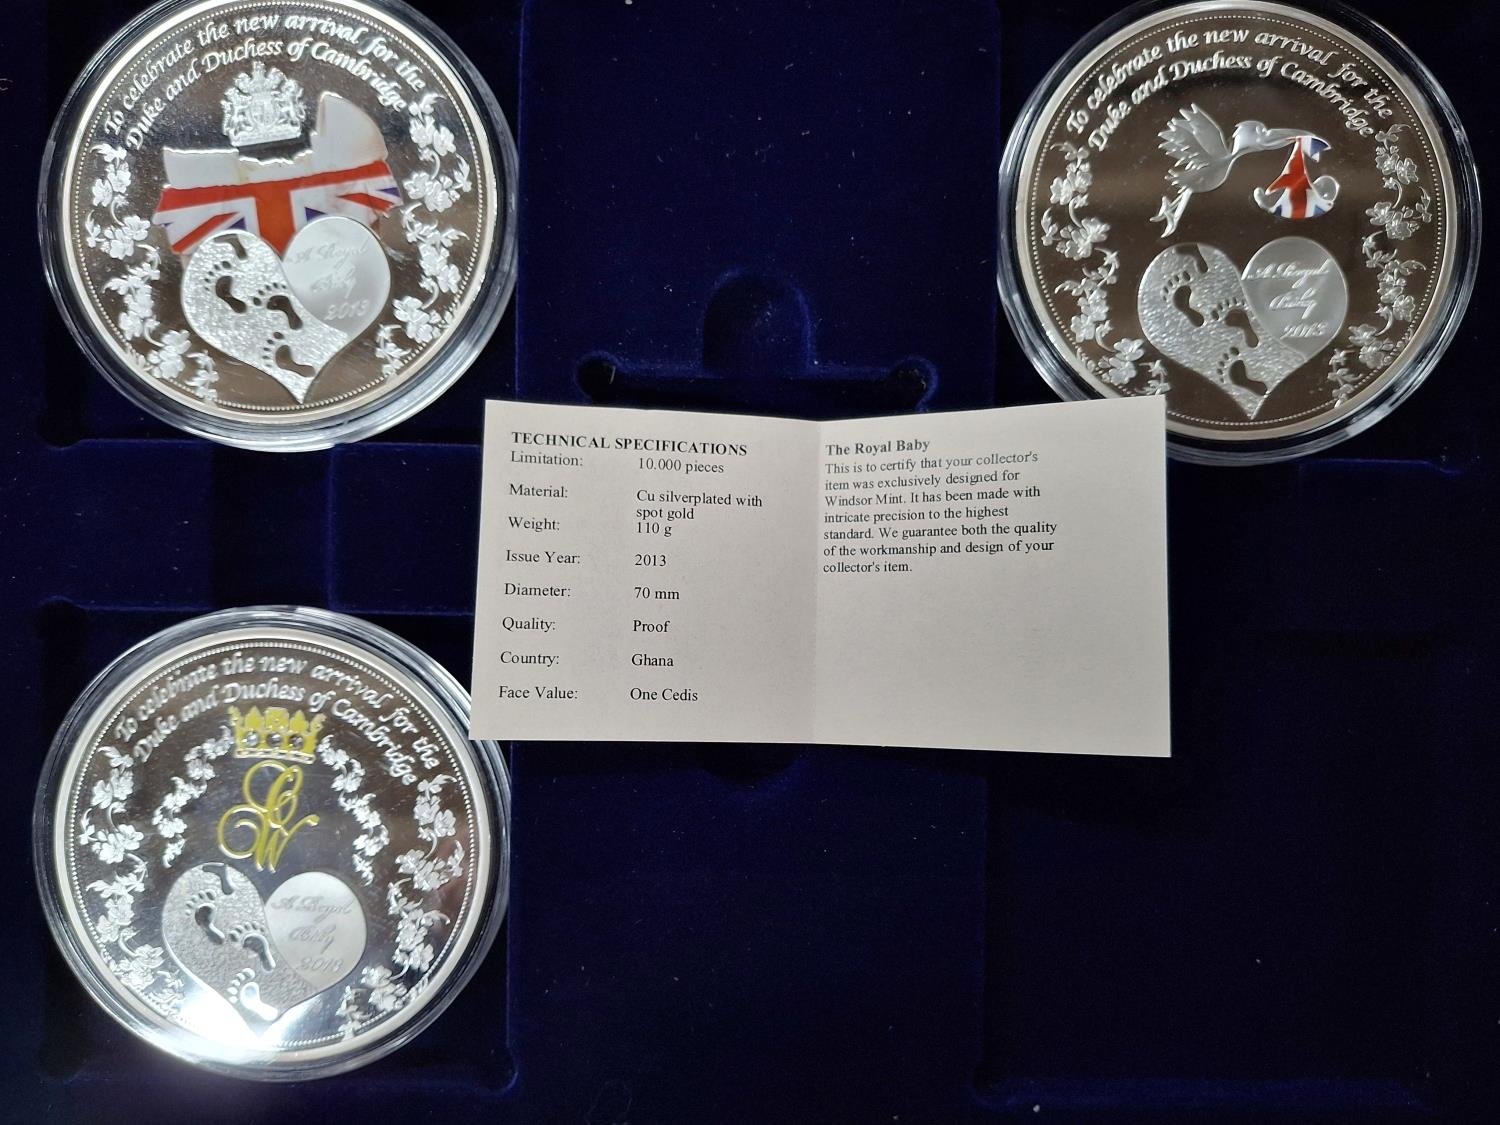 To celebrate the new arrival for the
Duke and Duchess of Cambridge
A Royal
Baby
2013
To celebrate the new arrival for the
Duke and Duchess of Cambridge
A Royal
Baby
2013
TECHNICAL SPECIFICATIONS
Limitation: 10.000 pieces
Material: Cu silverplated with
spot gold
Weight: 110 g
Issue Year: 2013
Diameter: 70 mm
Quality: Proof
Country: Ghana
Face Value: One Cedis
The Royal Baby
This is to certify that your collector's
item was exclusively designed for
Windsor Mint. It has been made with
intricate precision to the highest
standard. We guarantee both the quality
of the workmanship and design of your
collector's item.
To celebrate the new arrival for the
Duke and Duchess of Cambridge
C
W
A Royal
Baby
2013